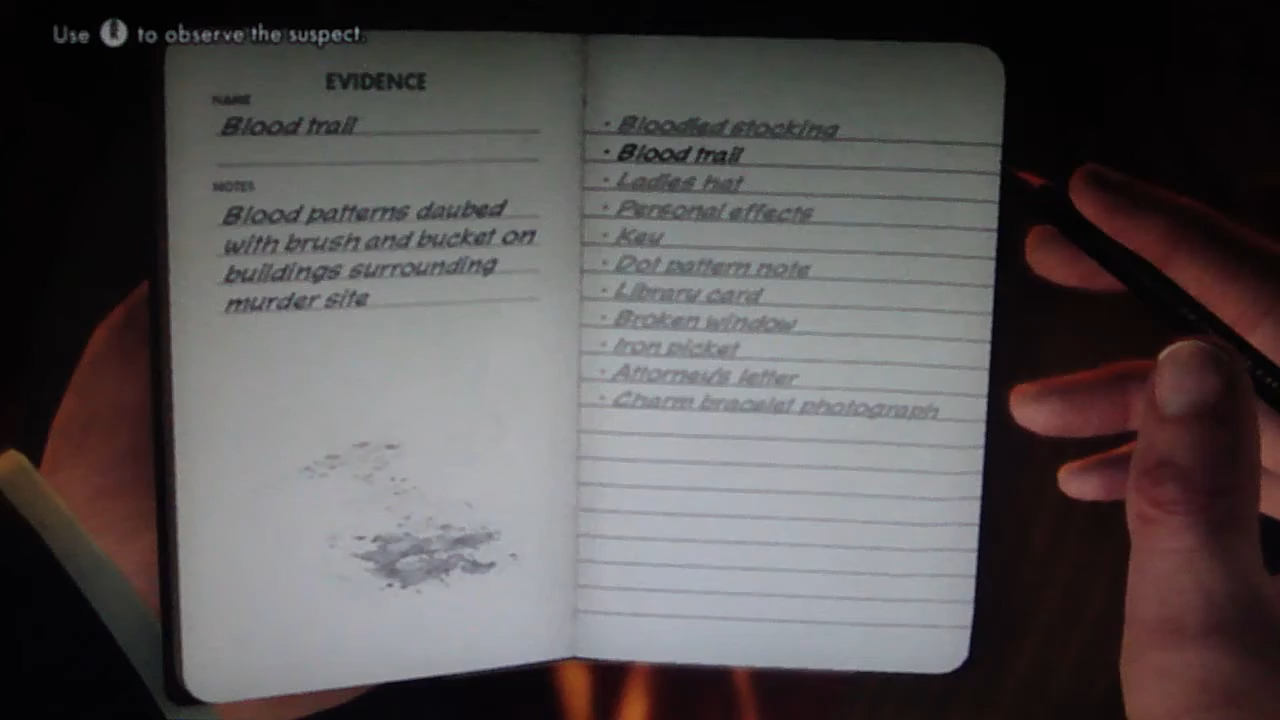 Use R to observe the suspect.
EVIDENCE
NAME
Blood trail
NOTES
Blood patterns daubed
with brush and bucket on
buildings surrounding
murder site
· Bloodied stocking
· Blood trail
· Ladies hat
· Personal effects
· Key
· Dot pattern note
· Library card
· Broken window
· Iron picket
· Attorney's letter
· Charm bracelet photograph